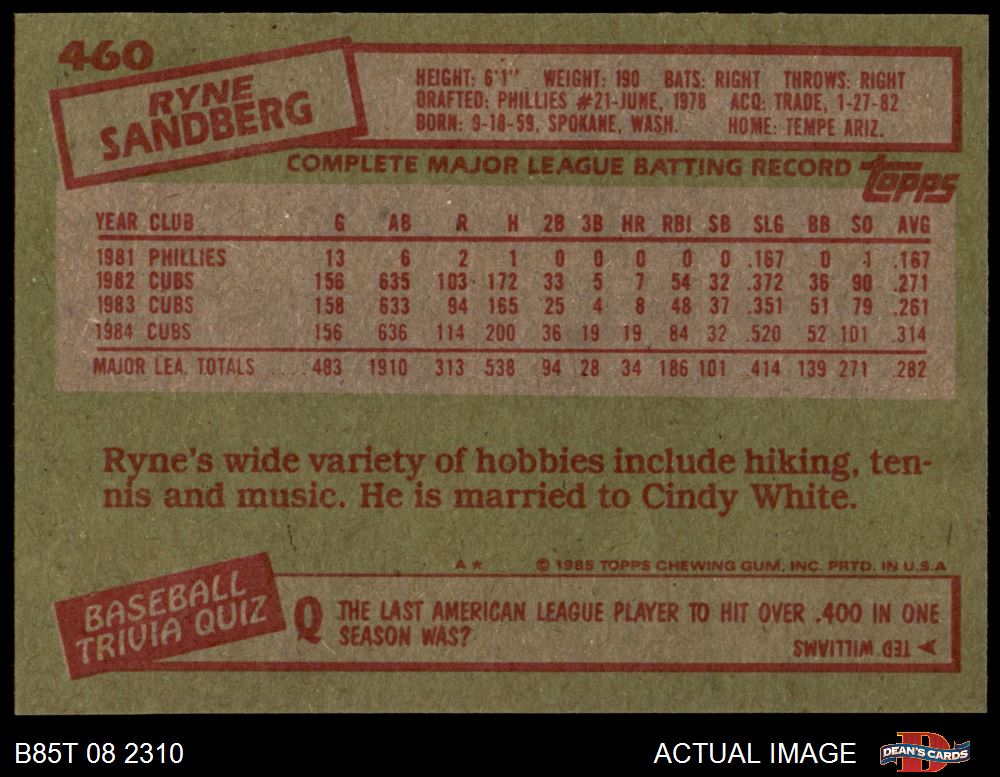 460
RYNE
SANDBERG
HEIGHT: 6'1" WEIGHT: 190 BATS: RIGHT THROWS: RIGHT
DRAFTED: PHILLIES #21-JUNE, 1978 ACQ: TRADE, 1-27-82
BORN: 9-18-59, SPOKANE, WASH. HOME: TEMPE ARIZ.
COMPLETE MAJOR LEAGUE BATTING RECORD
Topps
YEAR CLUB G AB R H 2B 3B HR RBI SB SLG BB SO AVG
1981 PHILLIES 13 6 2 1 0 0 0 0 0 .167 0 1 .167
1982 CUBS 156 635 103 172 33 5 7 54 32 .372 36 90 .271
1983 CUBS 158 633 94 165 25 4 8 48 37 .351 51 79 .261
1984 CUBS 156 636 114 200 36 19 19 84 32 .520 52 101 .314
MAJOR LEA. TOTALS .... 483 1910 313 538 94 28 34 186 101 .414 139 271 .282
Ryne's wide variety of hobbies include hiking, ten-
nis and music. He is married to Cindy White.
A * © 1985 TOPPS CHEWING GUM, INC. PRTD. IN U.S.A
BASEBALL
TRIVIA QUIZ
Q THE LAST AMERICAN LEAGUE PLAYER TO HIT OVER .400 IN ONE
SEASON WAS?
TED WILLIAMS
B85T 08 2310
ACTUAL IMAGE
D
DEAN'S CARDS